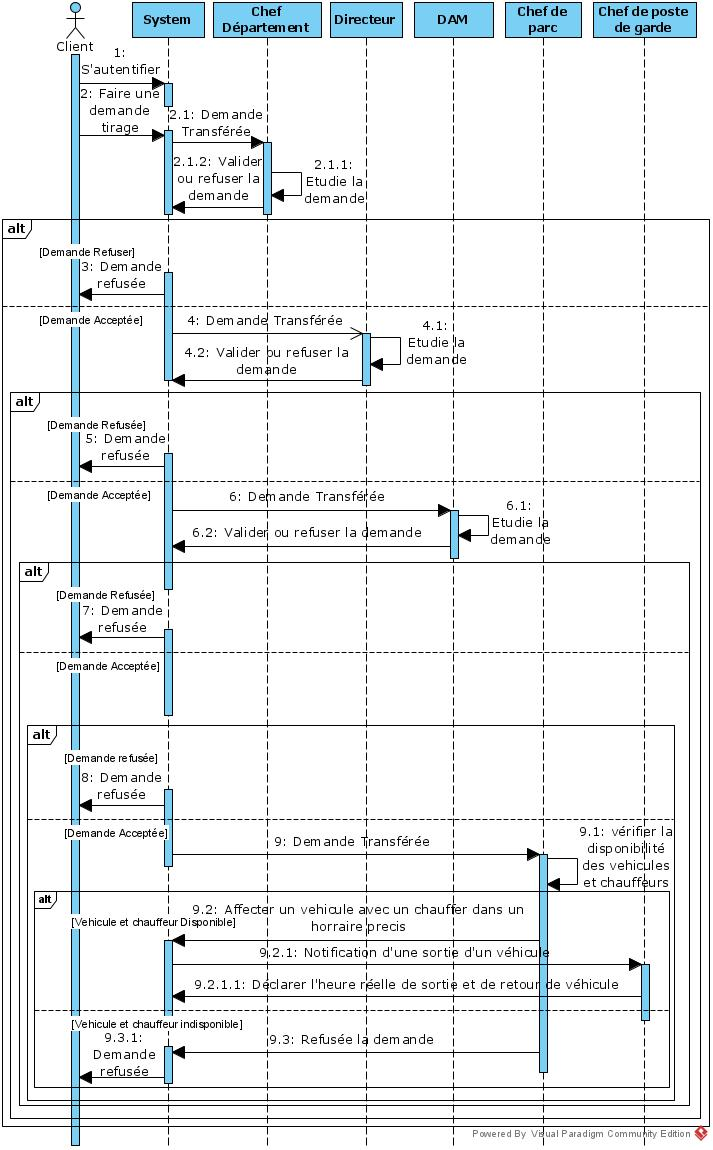 System
Chef
Département
Directeur
DAM
Chef de
parc
Chef de poste
de garde
Client
1:
S'autentifier
2: Faire une
demande
tirage
2.1: Demande
Transférée
2.1.2: Valider
ou refuser la
demande
2.1.1:
Etudie la
demande
alt
[Demande Refuser]
3: Demande
refusée
[Demande Acceptée]
4: Demande Transférée
4.1:
Etudie la
demande
4.2: Valider ou refuser la
demande
alt
[Demande Refusée]
5: Demande
refusée
[Demande Acceptée]
6: Demande Transférée
6.1:
Etudie la
demande
6.2: Valider ou refuser la demande
alt
[Demande Refusée]
7: Demande
refusée
[Demande Acceptée]
alt
[Demande refusée]
8: Demande
refusée
[Demande Acceptée]
9: Demande Transférée
9.1: vérifier la
disponibilité
des vehicules
et chauffeurs
alt
9.2: Affecter un vehicule avec un chauffer dans un
horraire precis
[Vehicule et chauffeur Disponible]
9.2.1: Notification d'une sortie d'un véhicule
9.2.1.1: Déclarer l'heure réelle de sortie et de retour de véhicule
[Vehicule et chauffeur indisponible]
9.3: Refusée la demande
9.3.1:
Demande
refusée
Powered By Visual Paradigm Community Edition